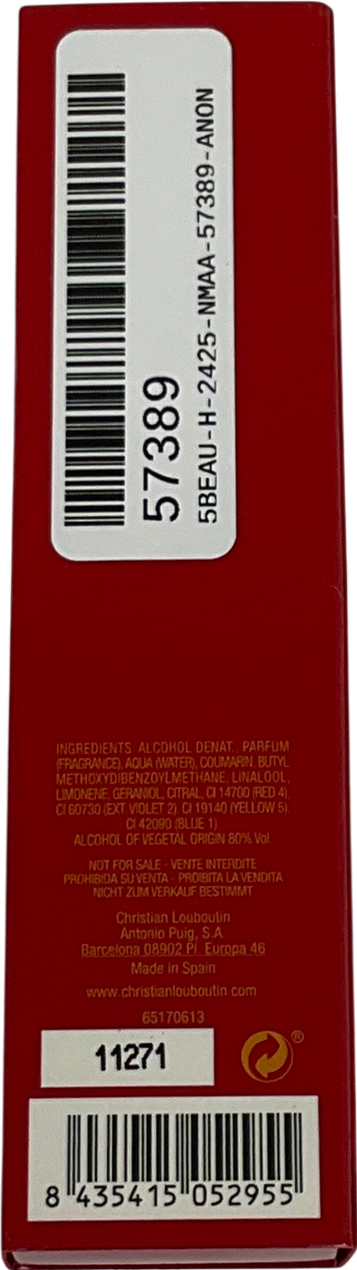 57389
5BEAU-H-2425-NMAA-57389-ANON
INGREDIENTS ALCOHOL DENAT., PARFUM
(FRAGRANCE), AQUA (WATER), COUMARIN, BUTYL
METHOXYDIBENZOYLMETHANE, LINALOOL,
LIMONENE, GERANIOL, CITRAL, CI 14700 (RED 4),
CI 60730 (EXT. VIOLET 2), CI 19140 (YELLOW 5),
CI 42090 (BLUE 1)
ALCOHOL OF VEGETAL ORIGIN 80% Vol.
NOT FOR SALE - VENTE INTERDITE
PROHIBIDA SU VENTA - PROIBITA LA VENDITA
NICHT ZUM VERKAUF BESTIMMT
Christian Louboutin
Antonio Puig, S.A.
Barcelona 08902 Pl. Europa 46
Made in Spain
www.christianlouboutin.com
65170613
11271
®
8 435415 052955